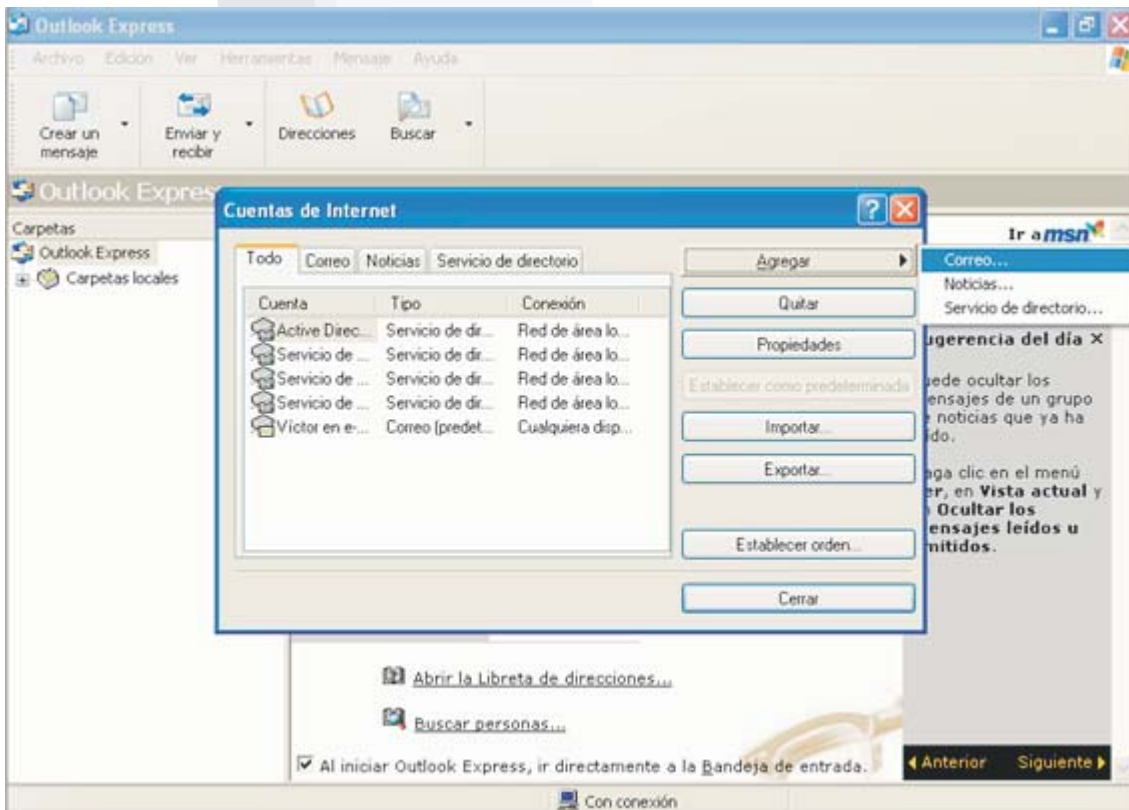 Outlook Express
Archivo Edición Ver Herramientas Mensaje Ayuda
Crear un mensaje
Enviar y recibir
Direcciones
Buscar
Outlook Expres
Carpetas
Outlook Express
Carpetas locales
Ir a msn
Cuentas de Internet
Todo Correo Noticias Servicio de directorio
Cuenta Tipo Conexión
Active Direc... Servicio de dir... Red de área lo...
Servicio de ... Servicio de dir... Red de área lo...
Servicio de ... Servicio de dir... Red de área lo...
Servicio de ... Servicio de dir... Red de área lo...
Víctor en e-... Correo (predet... Cualquiera disp...
Agregar
Quitar
Propiedades
Establecer como predeterminada
Importar...
Exportar...
Establecer orden...
Cerrar
Correo...
Noticias...
Servicio de directorio...
ugerencia del día X
uede ocultar los
ensajes de un grupo
e noticias que ya ha
ído.
aga clic en el menú
er, en Vista actual y
n Ocultar los
ensajes leídos u
mitidos.
Abrir la Libreta de direcciones...
Buscar personas...
Al iniciar Outlook Express, ir directamente a la Bandeja de entrada.
Anterior Siguiente
Con conexión